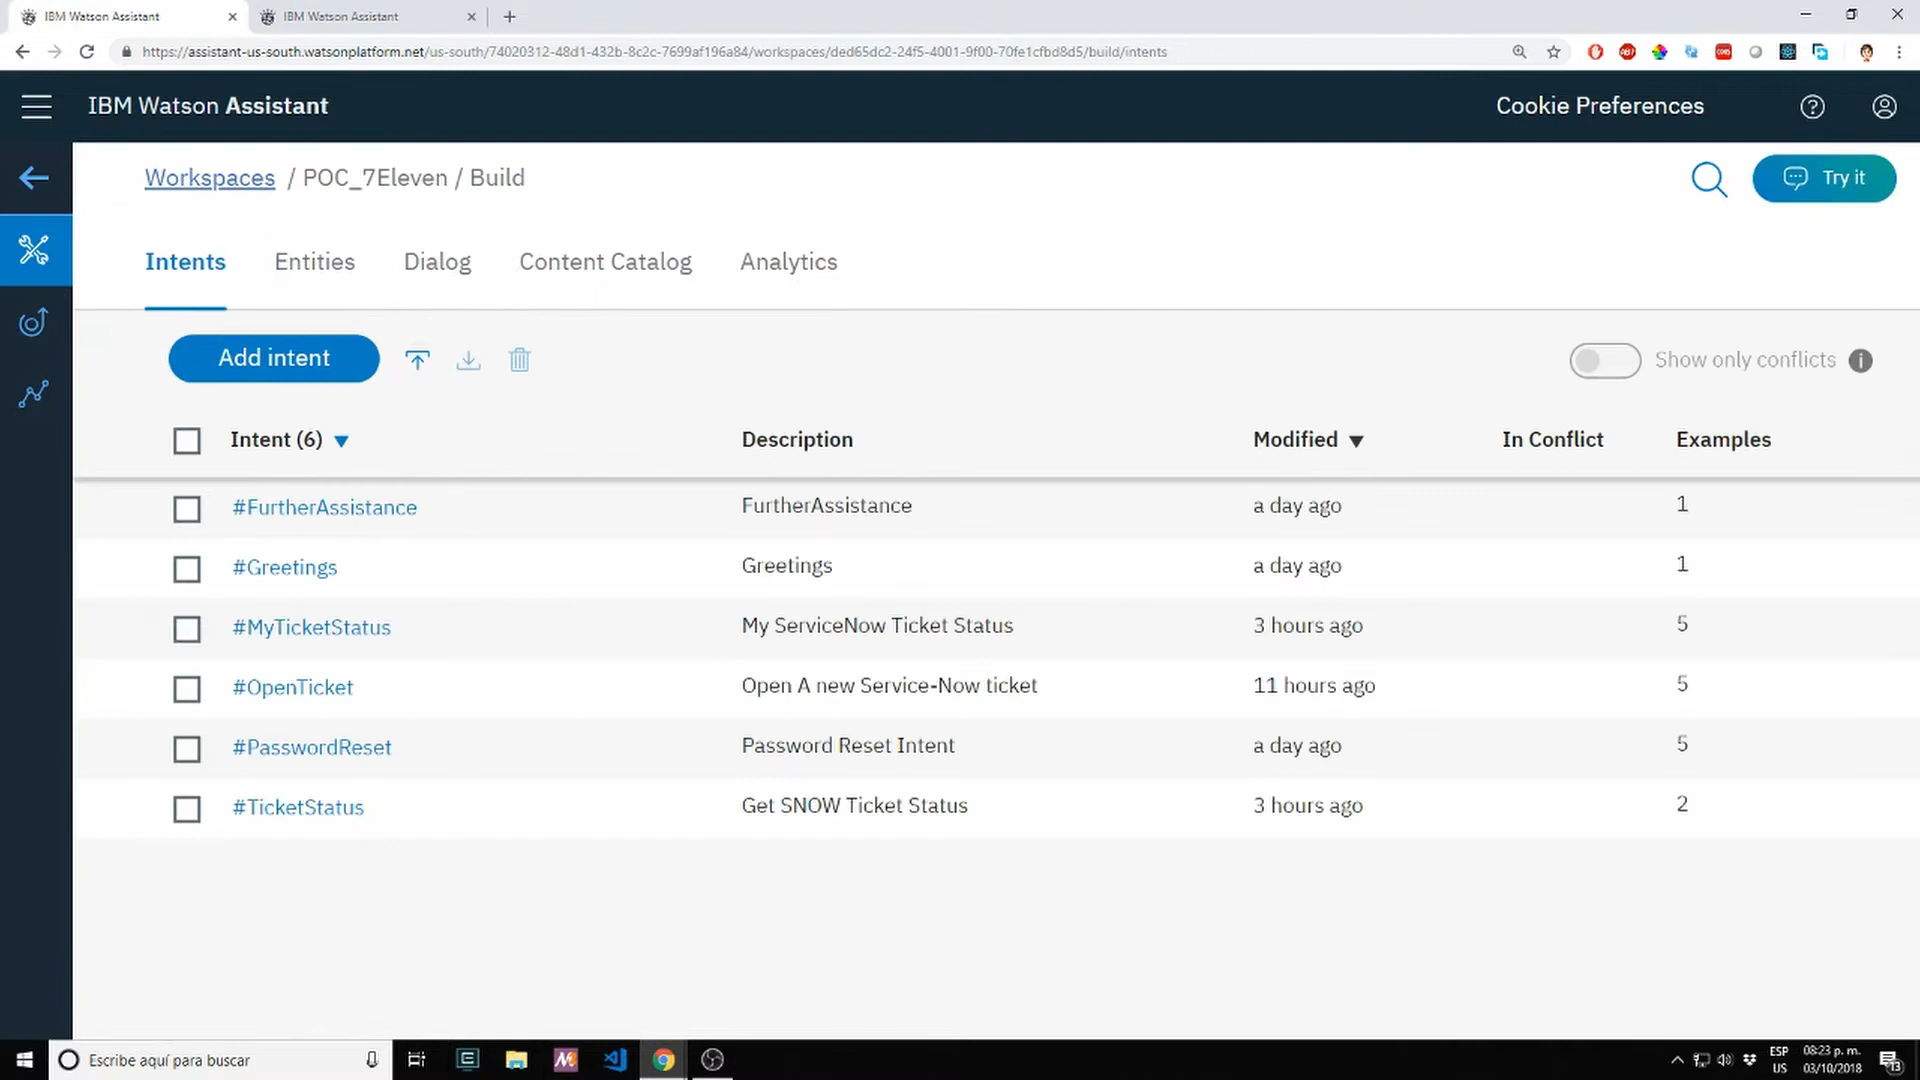 IBM Watson Assistant
IBM Watson Assistant
https://assistant-us-south.watsonplatform.net/us-south/74020312-48d1-432b-8c2c-7699af196a84/workspaces/ded65dc2-24f5-4001-9f00-70fe1cfbd8d5/build/intents
IBM Watson Assistant
Cookie Preferences
Workspaces / POC_7Eleven / Build
Try it
Intents
Entities
Dialog
Content Catalog
Analytics
Add intent
Show only conflicts
Intent (6) Description Modified In Conflict Examples
#FurtherAssistance FurtherAssistance a day ago 1
#Greetings Greetings a day ago 1
#MyTicketStatus My ServiceNow Ticket Status 3 hours ago 5
#OpenTicket Open A new Service-Now ticket 11 hours ago 5
#PasswordReset Password Reset Intent a day ago 5
#TicketStatus Get SNOW Ticket Status 3 hours ago 2
Escribe aquí para buscar
ESP
US
08:23 p. m.
03/10/2018
13